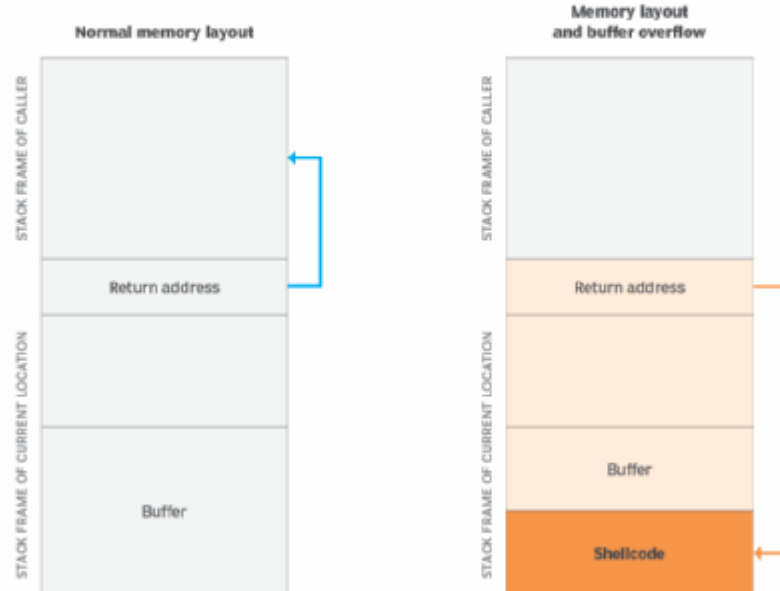 Normal memory layout
STACK FRAME OF CALLER
Return address
STACK FRAME OF CURRENT LOCATION
Buffer
Memory layout
and buffer overflow
STACK FRAME OF CALLER
Return address
STACK FRAME OF CURRENT LOCATION
Buffer
Shellcode